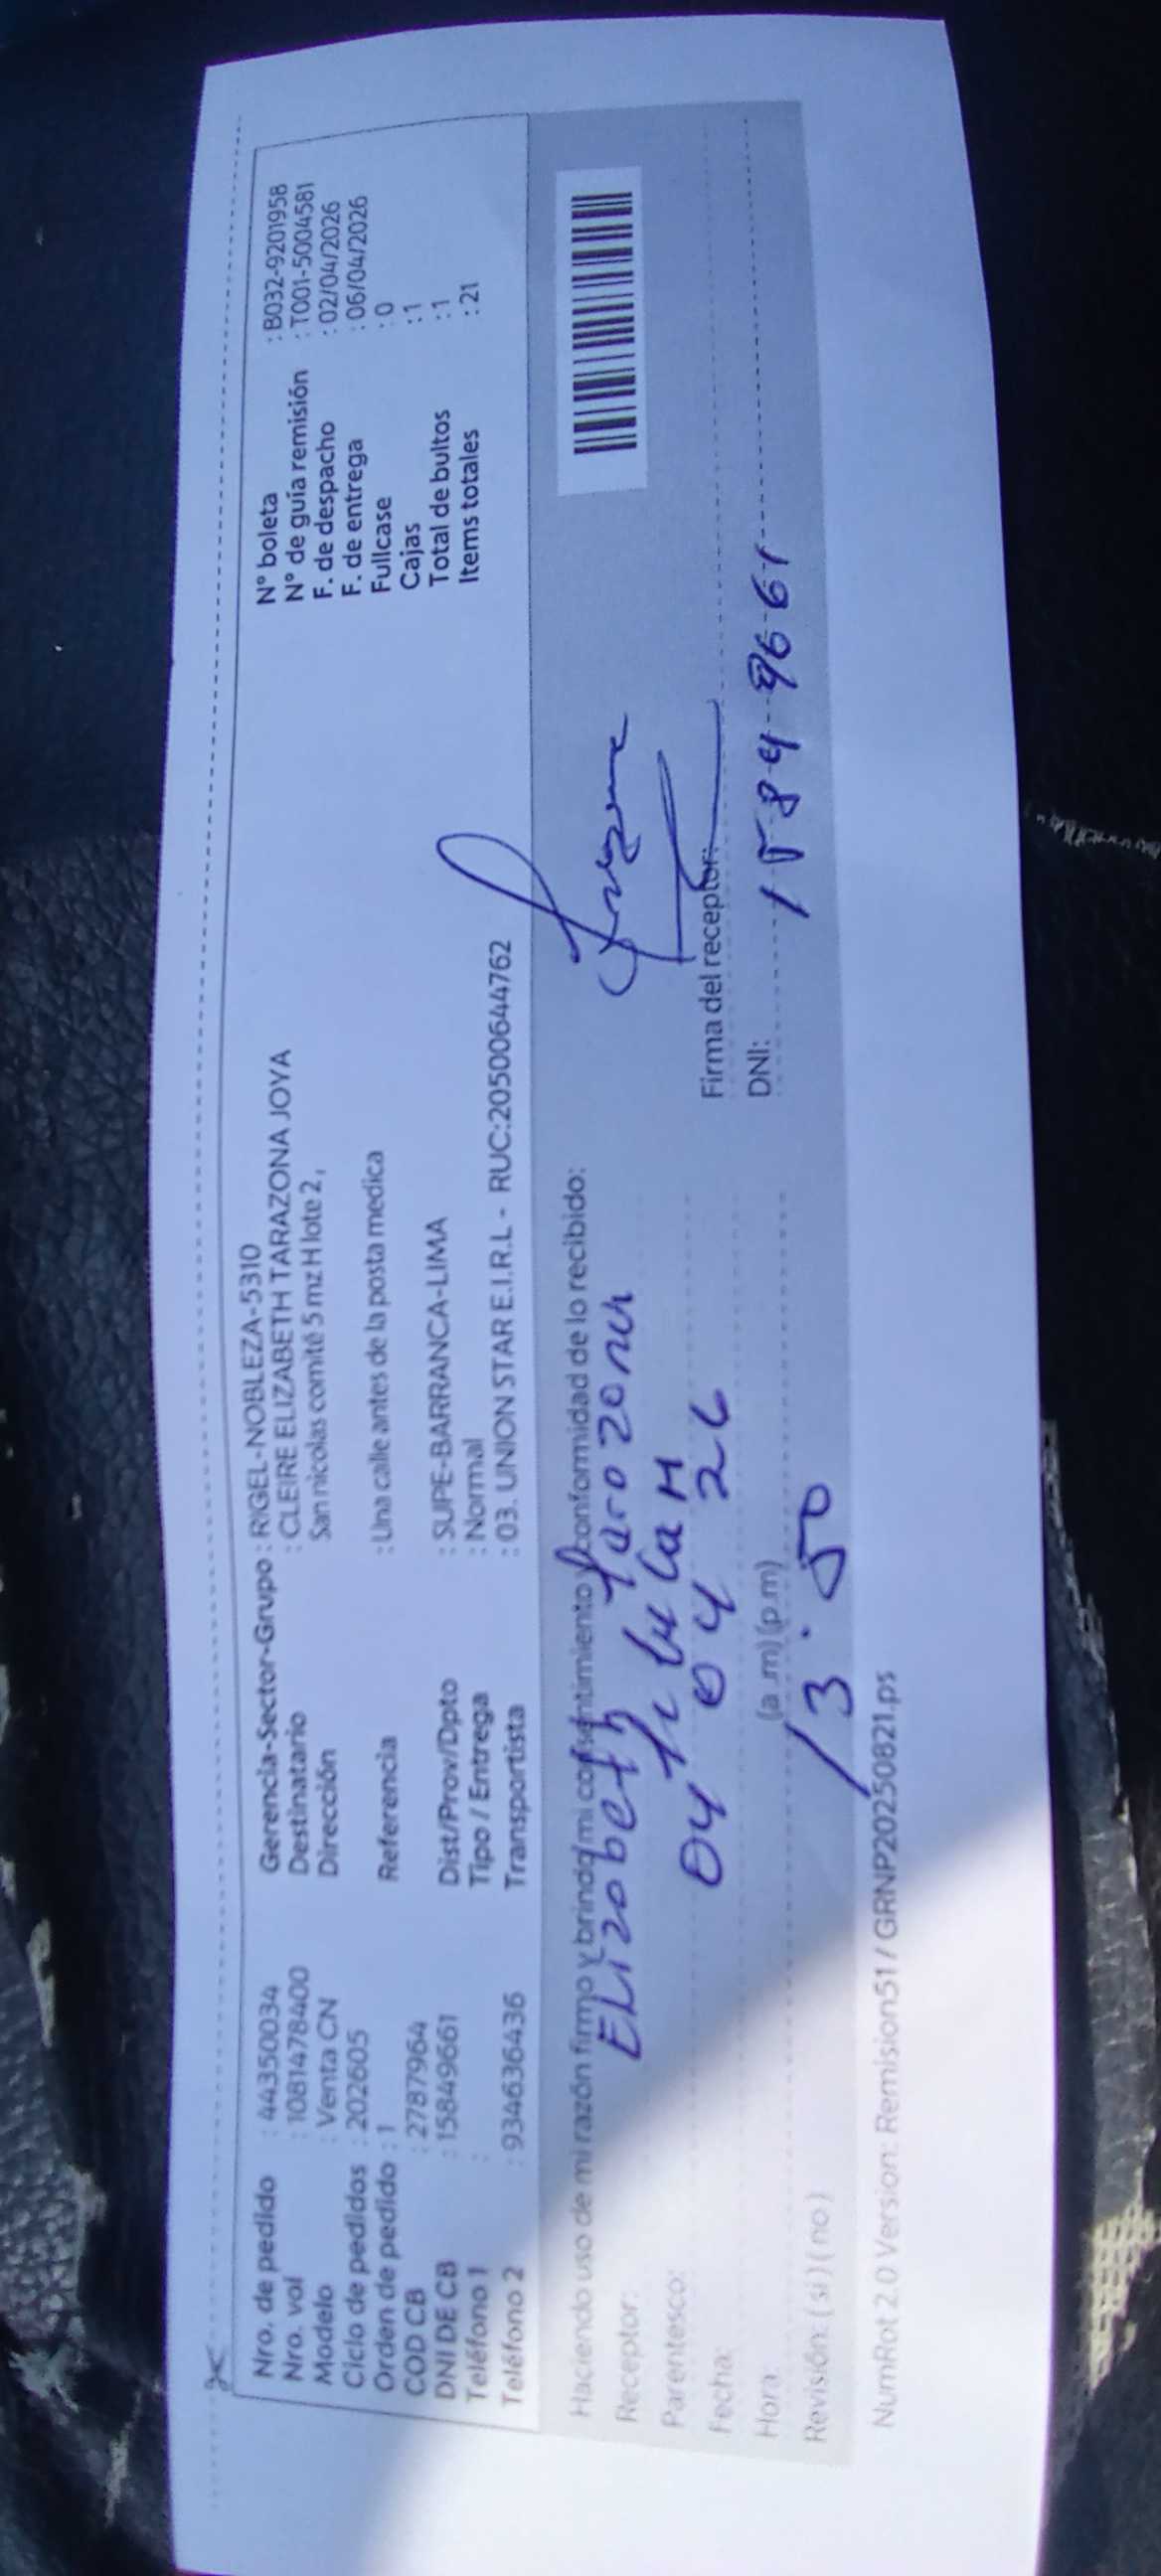 Nro. de pedido : 44350034
Nro. vol : 1081478400
Modelo : Venta CN
Ciclo de pedidos : 202605
Orden de pedido : 1
COD CB : 2787964
DNI DE CB : 15849661
Teléfono 1 :
Teléfono 2 : 934636436
Gerencia-Sector-Grupo : RIGEL-NOBLEZA-5310
Destinatario : CLEIRE ELIZABETH TARAZONA JOYA
Dirección San nicolas comité 5 mz H lote 2 ,
Referencia : Una calle antes de la posta medica
Dist/Prov/Dpto : SUPE-BARRANCA-LIMA
Tipo / Entrega : Normal
Transportista : 03. UNION STAR E.I.R.L - RUC:20500644762
N° boleta : B032-9201958
N° de guía remisión : T001-5004581
F. de despacho : 02/04/2026
F. de entrega : 06/04/2026
Fullcase : 0
Cajas : 1
Total de bultos : 1
Items totales : 21
Haciendo uso de mi razón firmo y brindo mi consentimiento y conformidad de lo recibido:
Receptor: Elizabeth Tarazona
Parentesco: titular
Fecha: 04 04 26
Hora: (a .m) (p.m)
13:50
Revisión: ( si ) ( no )
Firma del receptor:
DNI: 15849661
NumRot 2.0 Version: Remision51 / GRNP20250821.ps